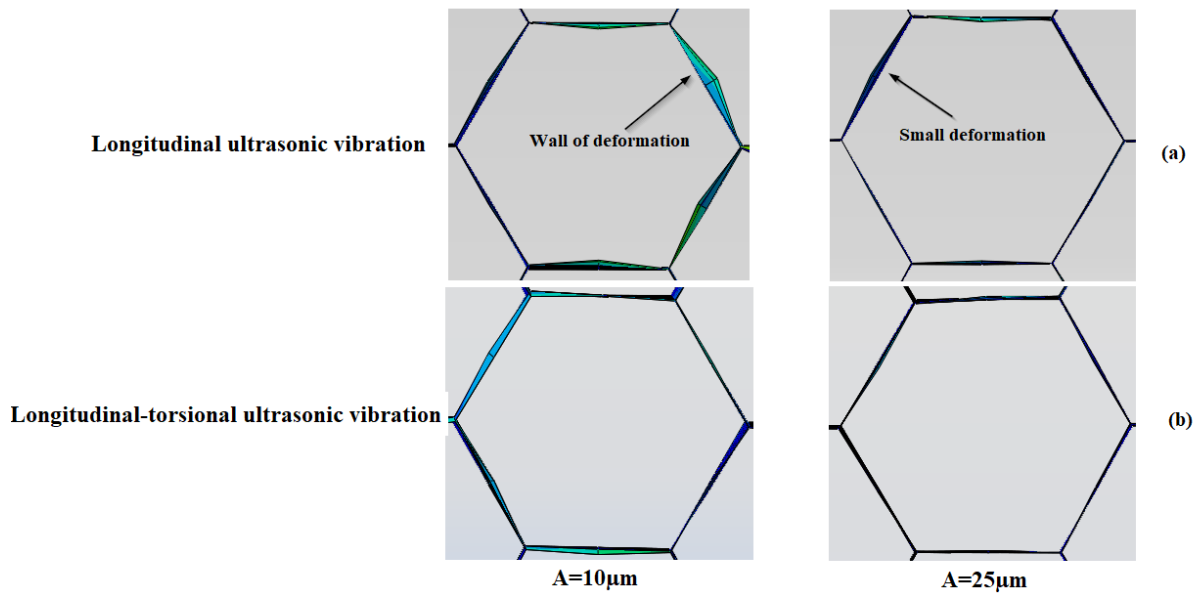 Longitudinal ultrasonic vibration
Wall of deformation
Small deformation
(a)
Longitudinal-torsional ultrasonic vibration
(b)
A=10μm
A=25μm